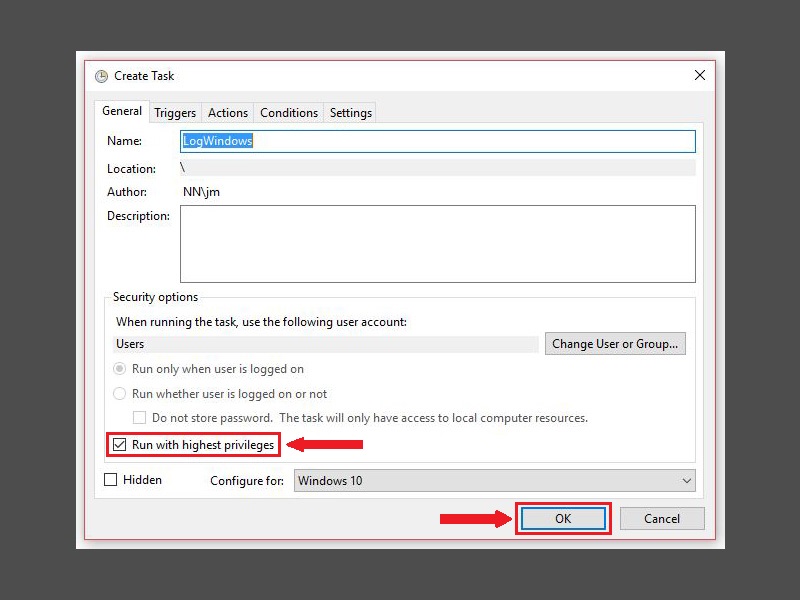 Create Task
General Triggers Actions Conditions Settings
Name: LogWindows
Location: \
Author: NN\jm
Description:
Security options
When running the task, use the following user account:
Users Change User or Group...
Run only when user is logged on
Run whether user is logged on or not
Do not store password. The task will only have access to local computer resources.
Run with highest privileges
Hidden Configure for: Windows 10
OK Cancel